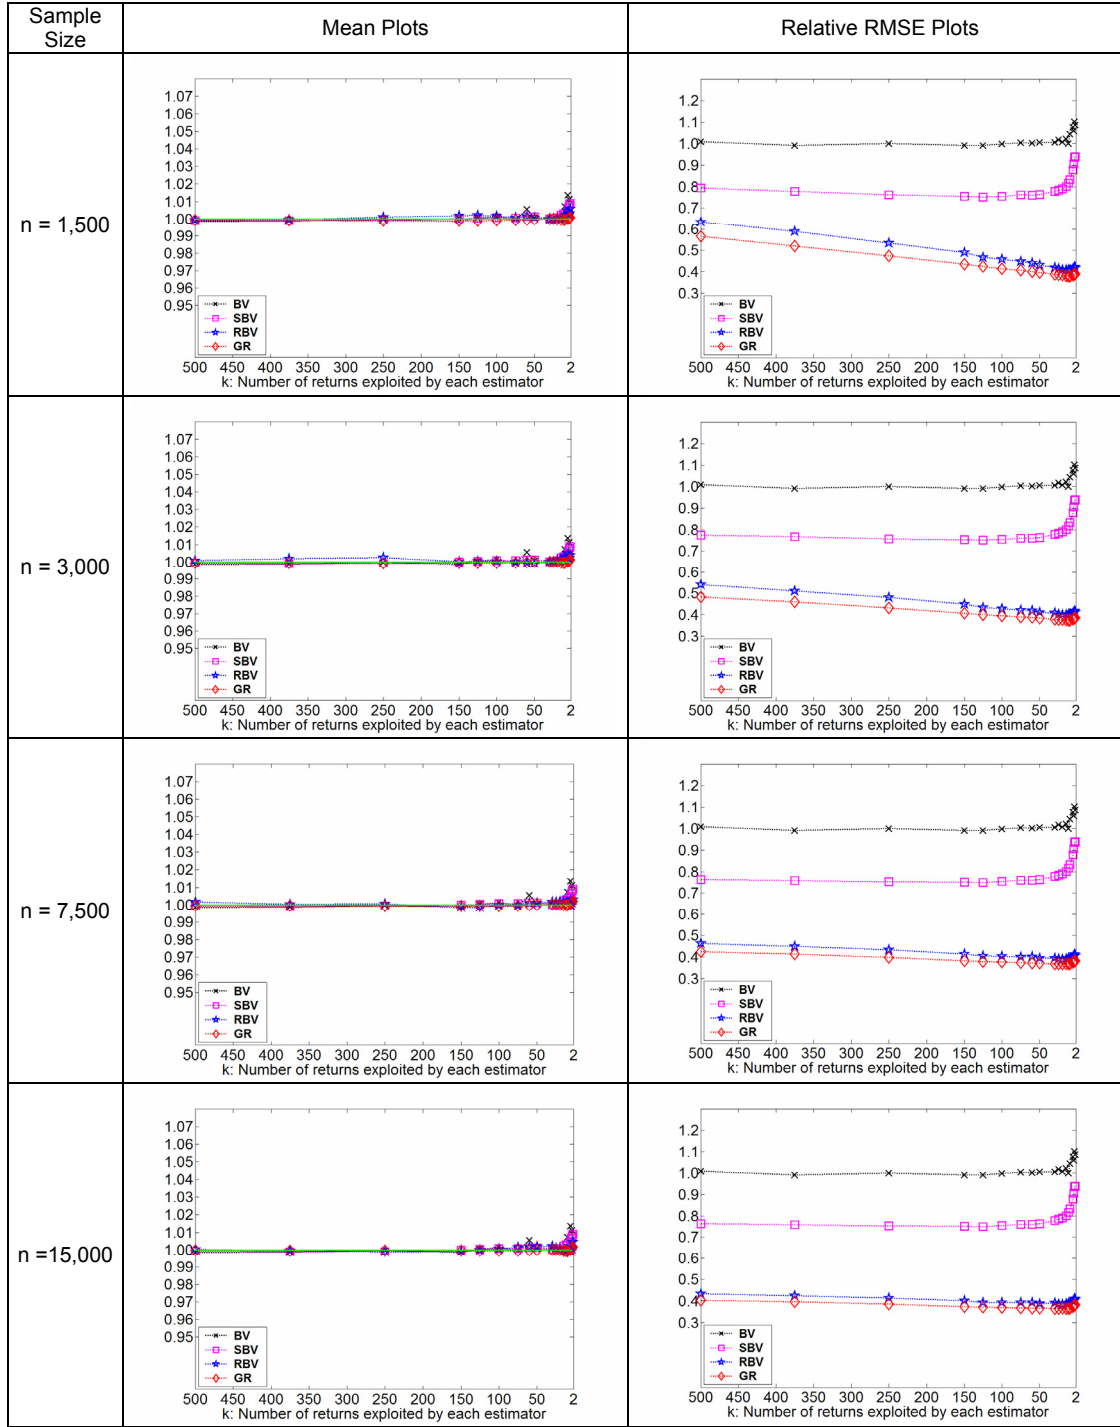 Sample
Size
Mean Plots
Relative RMSE Plots
n = 1,500
1.07
1.06
1.05
1.04
1.03
1.02
1.01
1.00
0.99
0.98
0.97
0.96
0.95
BV
SBV
RBV
GR
500 450 400 350 300 250 200 150 100 50 2
k: Number of returns exploited by each estimator
1.2
1.1
1.0
0.9
0.8
0.7
0.6
0.5
0.4
0.3
BV
SBV
RBV
GR
500 450 400 350 300 250 200 150 100 50 2
k: Number of returns exploited by each estimator
n = 3,000
1.07
1.06
1.05
1.04
1.03
1.02
1.01
1.00
0.99
0.98
0.97
0.96
0.95
BV
SBV
RBV
GR
500 450 400 350 300 250 200 150 100 50 2
k: Number of returns exploited by each estimator
1.2
1.1
1.0
0.9
0.8
0.7
0.6
0.5
0.4
0.3
BV
SBV
RBV
GR
500 450 400 350 300 250 200 150 100 50 2
k: Number of returns exploited by each estimator
n = 7,500
1.07
1.06
1.05
1.04
1.03
1.02
1.01
1.00
0.99
0.98
0.97
0.96
0.95
BV
SBV
RBV
GR
500 450 400 350 300 250 200 150 100 50 2
k: Number of returns exploited by each estimator
1.2
1.1
1.0
0.9
0.8
0.7
0.6
0.5
0.4
0.3
BV
SBV
RBV
GR
500 450 400 350 300 250 200 150 100 50 2
k: Number of returns exploited by each estimator
n =15,000
1.07
1.06
1.05
1.04
1.03
1.02
1.01
1.00
0.99
0.98
0.97
0.96
0.95
BV
SBV
RBV
GR
500 450 400 350 300 250 200 150 100 50 2
k: Number of returns exploited by each estimator
1.2
1.1
1.0
0.9
0.8
0.7
0.6
0.5
0.4
0.3
BV
SBV
RBV
GR
500 450 400 350 300 250 200 150 100 50 2
k: Number of returns exploited by each estimator